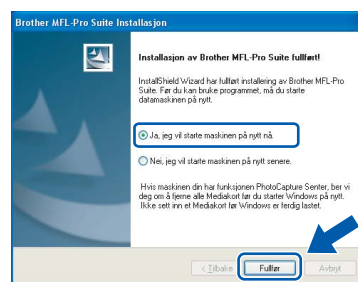 Brother MFL-Pro Suite Installasjon
Installasjon av Brother MFL-Pro Suite fullført!
InstallShield Wizard har fullført installering av Brother MFL-Pro
Suite. Før du kan bruke programmet, må du starte
datamaskinen på nytt.
Ja, jeg vil starte maskinen på nytt nå.
Nei, jeg vil starte maskinen på nytt senere.
Hvis maskinen din har funksjonen PhotoCapture Senter, ber vi
deg om å fjerne alle Mediakort før du starter Windows på nytt.
Ikke sett inn et Mediakort før Windows er ferdig lastet.
< Tilbake
Fullfør
Avbryt